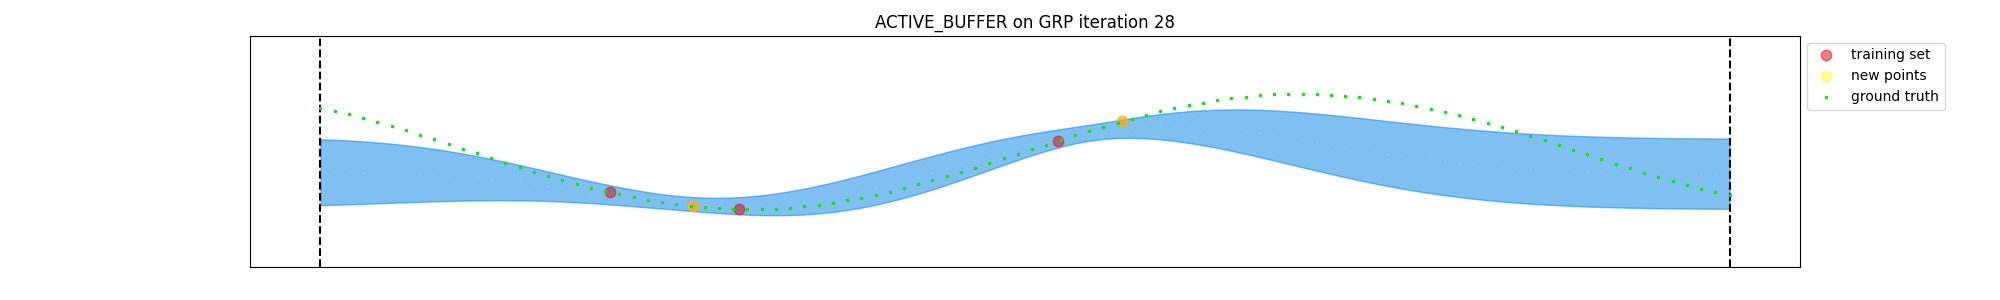 ACTIVE_BUFFER on GRP iteration 28
training set
new points
ground truth